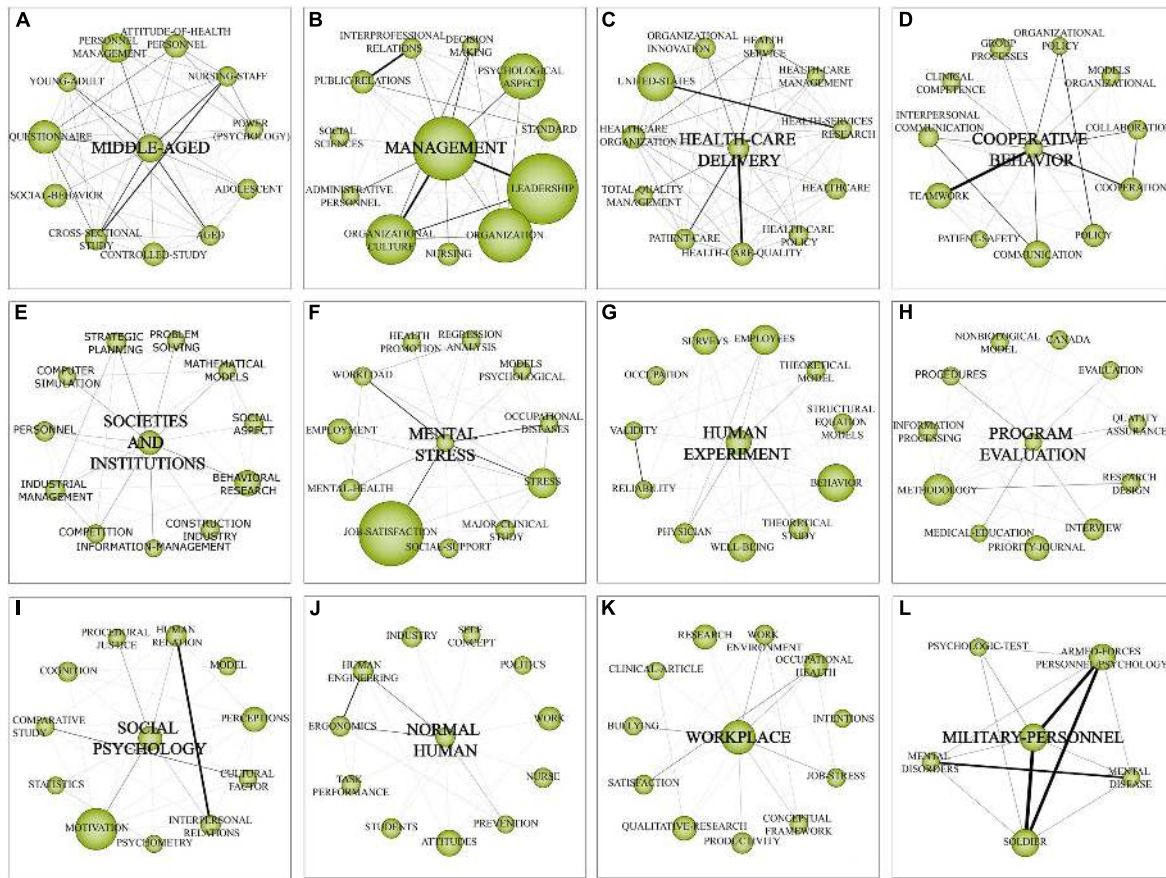 A
PERSONNEL
MANAGEMENT
ATTITUDE-OF-HEALTH
PERSONNEL
YOUNG-ADULT
NURSING-STAFF
QUESTIONNAIRE
POWER
(PSYCHOLOGY)
MIDDLE-AGED
SOCIAL-BEHAVIOR
ADOLESCENT
CROSS-SECTIONAL
STUDY
AGED
CONTROLLED-STUDY
B
INTERPROFESSIONAL
RELATIONS
DECISION
MAKING
PUBLIC-RELATIONS
PSYCHOLOGICAL
ASPECT
SOCIAL
SCIENCES
STANDARD
MANAGEMENT
ADMINISTRATIVE
PERSONNEL
LEADERSHIP
ORGANIZATIONAL
CULTURE
ORGANIZATION
NURSING
C
ORGANIZATIONAL
INNOVATION
HEALTH
SERVICE
UNITED-STATES
HEALTH-CARE
MANAGEMENT
HEALTHCARE
ORGANIZATION
HEALTH-SERVICES
RESEARCH
HEALTH-CARE
DELIVERY
TOTAL-QUALITY
MANAGEMENT
HEALTHCARE
PATIENT-CARE
HEALTH-CARE
POLICY
HEALTH-CARE-QUALITY
D
GROUP
PROCESSES
ORGANIZATIONAL
POLICY
CLINICAL
COMPETENCE
MODELS
ORGANIZATIONAL
INTERPERSONAL
COMMUNICATION
COLLABORATION
COOPERATIVE
BEHAVIOR
TEAMWORK
COOPERATION
PATIENT-SAFETY
POLICY
COMMUNICATION
E
STRATEGIC
PLANNING
PROBLEM
SOLVING
COMPUTER
SIMULATION
MATHEMATICAL
MODELS
PERSONNEL
SOCIAL
ASPECT
SOCIETIES
AND
INSTITUTIONS
INDUSTRIAL
MANAGEMENT
BEHAVIORAL
RESEARCH
COMPETITION
CONSTRUCTION
INDUSTRY
INFORMATION-MANAGEMENT
F
HEALTH
PROMOTION
REGRESSION
ANALYSIS
WORKLOAD
MODELS
PSYCHOLOGICAL
EMPLOYMENT
OCCUPATIONAL
DISEASES
MENTAL
STRESS
MENTAL-HEALTH
STRESS
JOB-SATISFACTION
MAJOR-CLINICAL
STUDY
SOCIAL-SUPPORT
G
SURVEYS
EMPLOYEES
OCCUPATION
THEORETICAL
MODEL
VALIDITY
STRUCTURAL
EQUATION
MODELS
HUMAN
EXPERIMENT
RELIABILITY
BEHAVIOR
PHYSICIAN
THEORETICAL
STUDY
WELL-BEING
H
NONBIOLOGICAL
MODEL
CANADA
PROCEDURES
EVALUATION
INFORMATION
PROCESSING
QUALITY
ASSURANCE
PROGRAM
EVALUATION
METHODOLOGY
RESEARCH
DESIGN
MEDICAL-EDUCATION
INTERVIEW
PRIORITY-JOURNAL
I
PROCEDURAL
JUSTICE
HUMAN
RELATION
COGNITION
MODEL
COMPARATIVE
STUDY
PERCEPTIONS
SOCIAL
PSYCHOLOGY
STATISTICS
CULTURAL
FACTOR
MOTIVATION
INTERPERSONAL
RELATIONS
PSYCHOMETRY
J
INDUSTRY
SELF
CONCEPT
HUMAN
ENGINEERING
POLITICS
ERGONOMICS
WORK
NORMAL
HUMAN
TASK
PERFORMANCE
NURSE
STUDENTS
PREVENTION
ATTITUDES
K
RESEARCH
WORK
ENVIRONMENT
CLINICAL-ARTICLE
OCCUPATIONAL
HEALTH
BULLYING
INTENTIONS
WORKPLACE
SATISFACTION
JOB-STRESS
QUALITATIVE-RESEARCH
CONCEPTUAL
FRAMEWORK
PRODUCTIVITY
L
PSYCHOLOGIC-TEST
ARMED-FORCES
PERSONNEL/PSYCHOLOGY
MILITARY-PERSONNEL
MENTAL
DISORDERS
MENTAL
DISEASE
SOLDIER